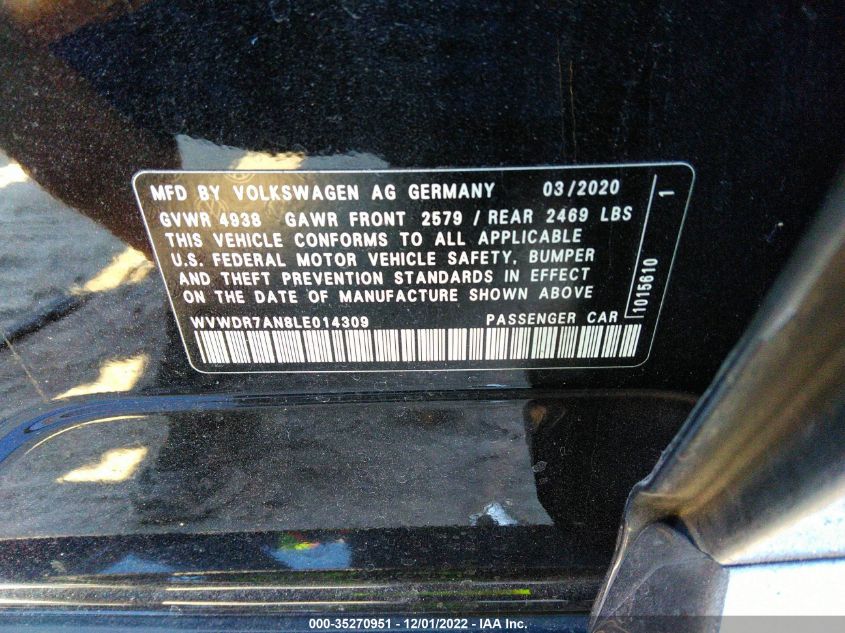 MFD BY VOLKSWAGEN AG GERMANY 03/2020
GVWR 4938 GAWR FRONT 2579 / REAR 2469 LBS
THIS VEHICLE CONFORMS TO ALL APPLICABLE
U.S. FEDERAL MOTOR VEHICLE SAFETY, BUMPER
AND THEFT PREVENTION STANDARDS IN EFFECT
ON THE DATE OF MANUFACTURE SHOWN ABOVE
WVWDR7AN8LE014309 PASSENGER CAR
1015610 1
000-35270951 - 12/01/2022 - IAA Inc.